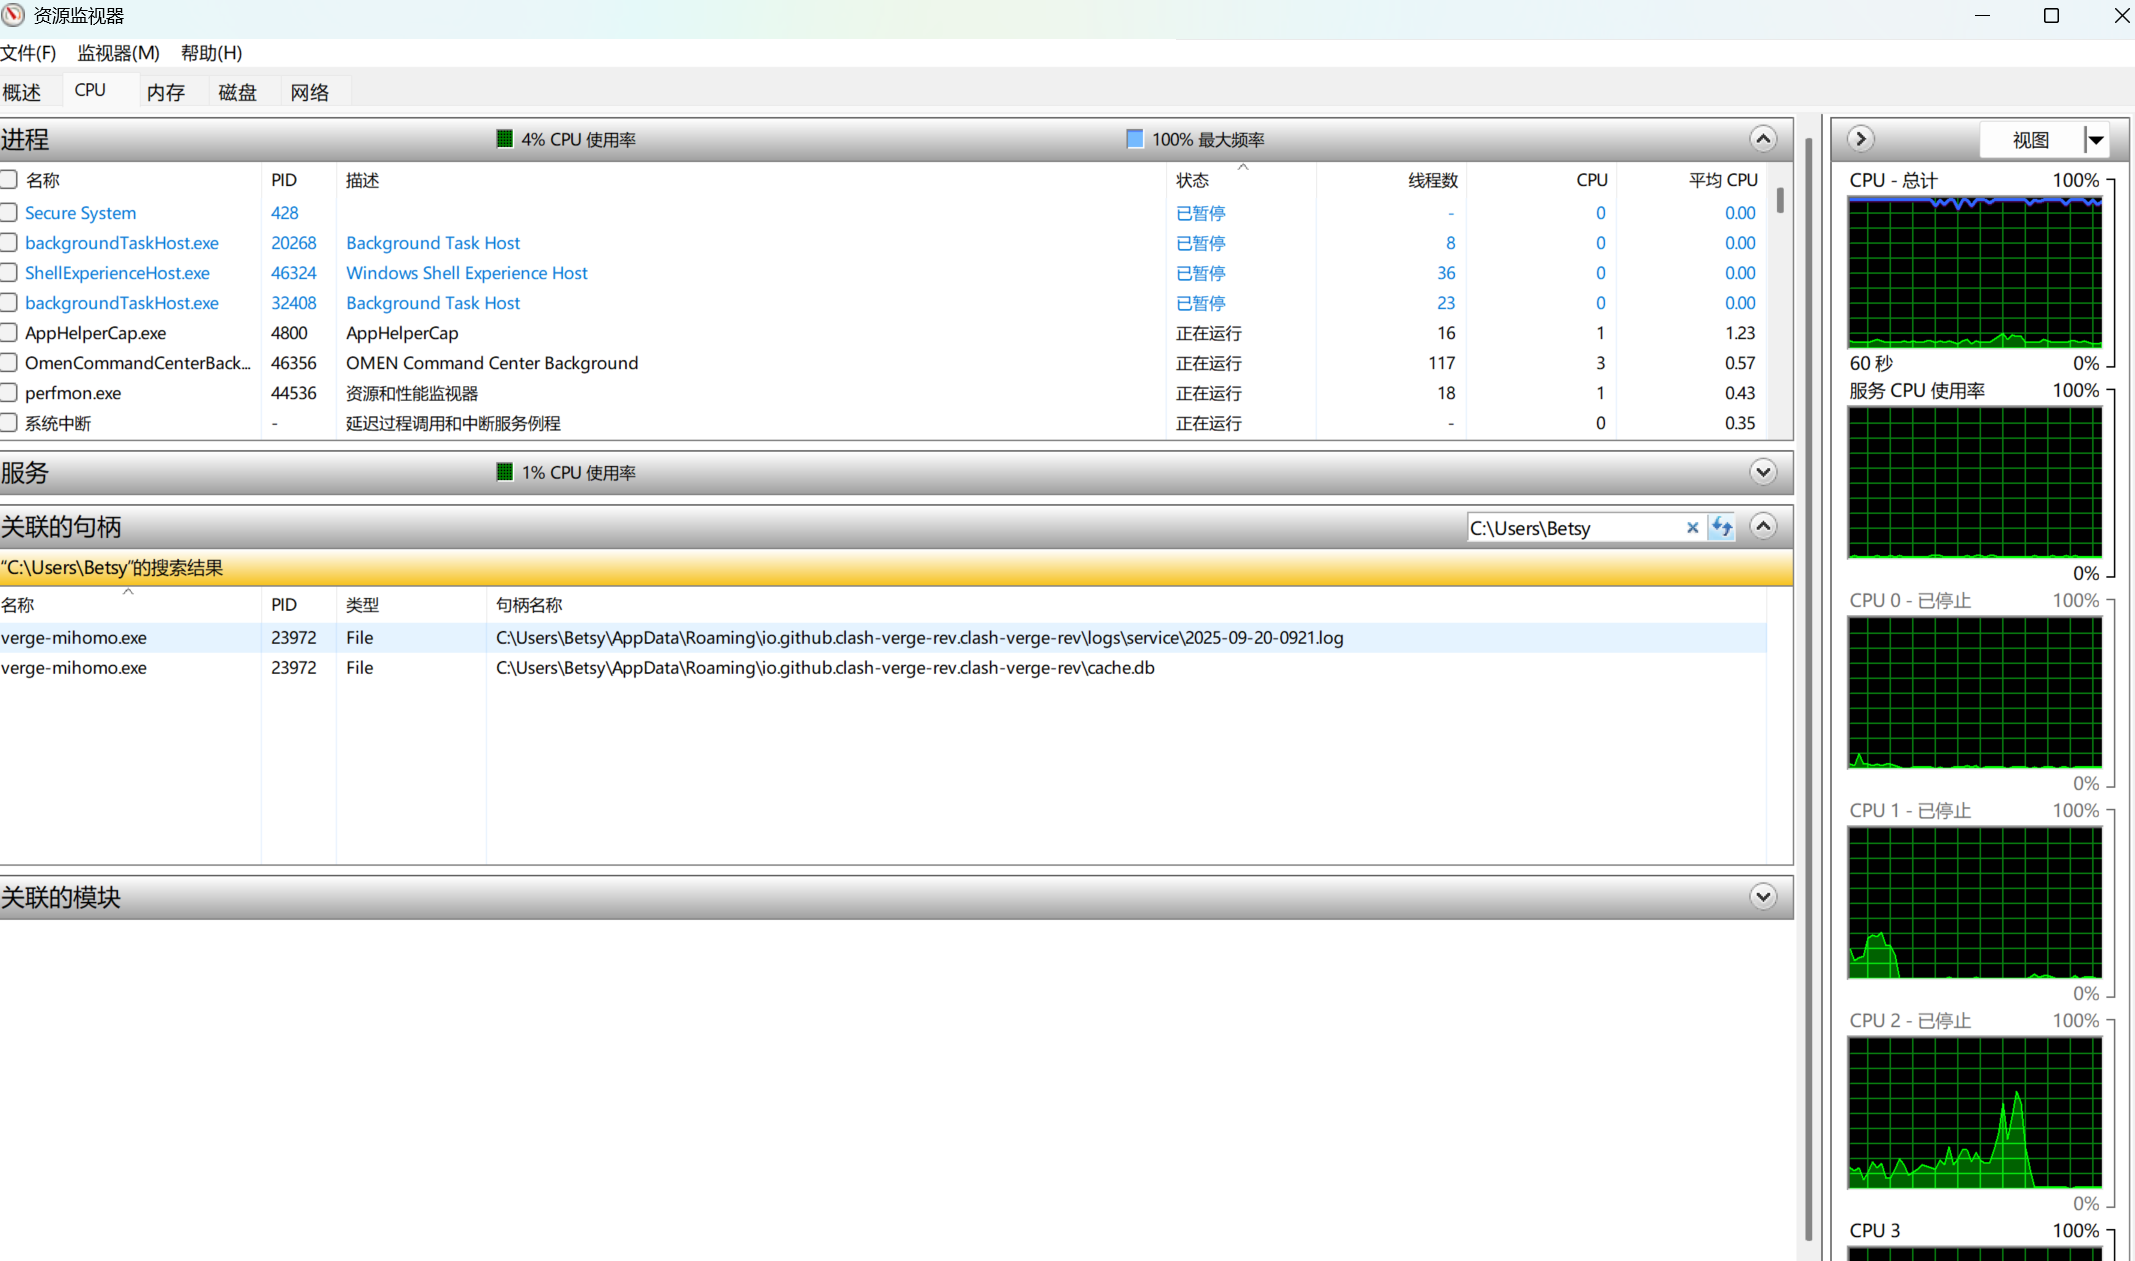 资源监视器
文件(F) 监视器(M) 帮助(H)
概述 CPU 内存 磁盘 网络
进程 4% CPU 使用率 100% 最大频率
名称 PID 描述 状态 线程数 CPU 平均 CPU
Secure System 428 已暂停 - 0 0.00
backgroundTaskHost.exe 20268 Background Task Host 已暂停 8 0 0.00
ShellExperienceHost.exe 46324 Windows Shell Experience Host 已暂停 36 0 0.00
backgroundTaskHost.exe 32408 Background Task Host 已暂停 23 0 0.00
AppHelperCap.exe 4800 AppHelperCap 正在运行 16 1 1.23
OmenCommandCenterBack... 46356 OMEN Command Center Background 正在运行 117 3 0.57
perfmon.exe 44536 资源和性能监视器 正在运行 18 1 0.43
系统中断 - 延迟过程调用和中断服务例程 正在运行 - 0 0.35
服务 1% CPU 使用率
关联的句柄 C:\Users\Betsy
"C:\Users\Betsy"的搜索结果
名称 PID 类型 句柄名称
verge-mihomo.exe 23972 File C:\Users\Betsy\AppData\Roaming\io.github.clash-verge-rev.clash-verge-rev\logs\service\2025-09-20-0921.log
verge-mihomo.exe 23972 File C:\Users\Betsy\AppData\Roaming\io.github.clash-verge-rev.clash-verge-rev\cache.db
关联的模块
视图
CPU - 总计 100%
60 秒 0%
服务 CPU 使用率 100%
0%
CPU 0 - 已停止 100%
0%
CPU 1 - 已停止 100%
0%
CPU 2 - 已停止 100%
0%
CPU 3 100%